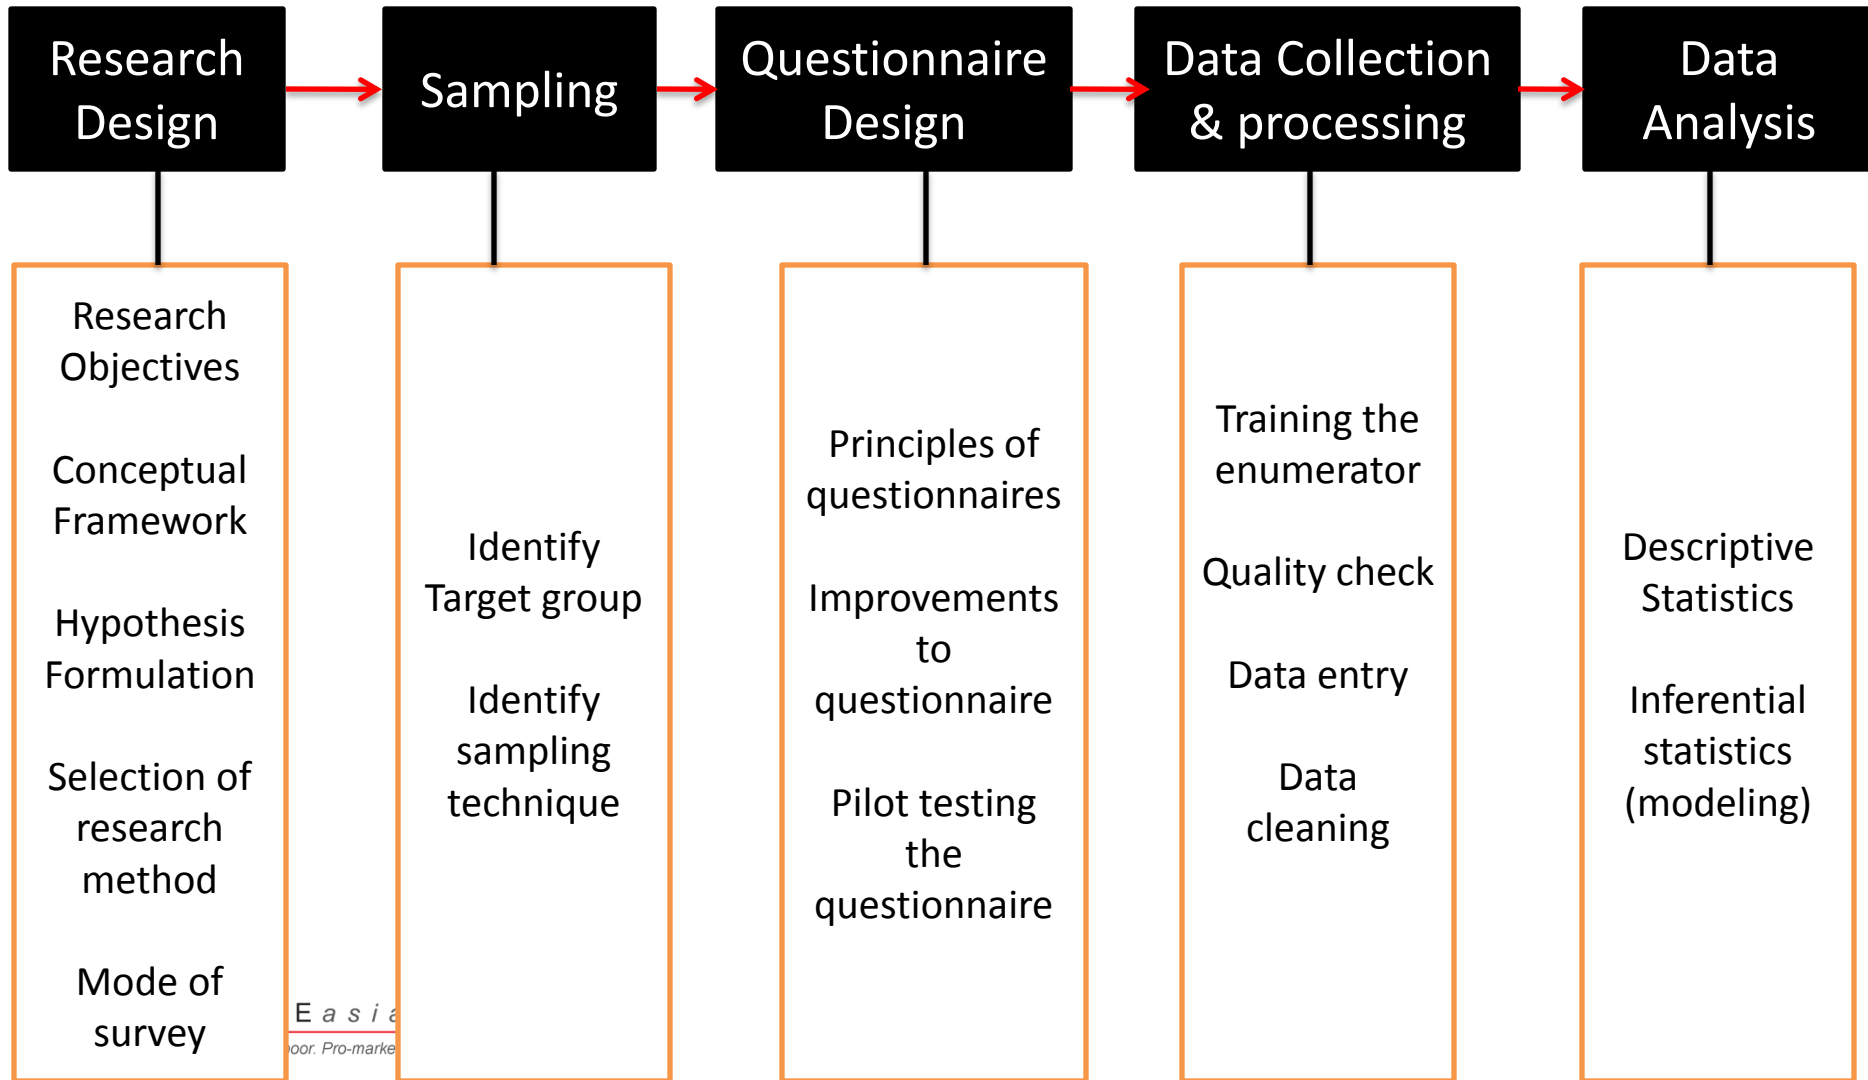 Research
Design
Sampling
Questionnaire
Design
Data Collection
& processing
Data
Analysis
Research
Objectives
Conceptual
Framework
Hypothesis
Formulation
Selection of
research
method
Mode of
survey
Identify
Target group
Identify
sampling
technique
Principles of
questionnaires
Improvements
to
questionnaire
Pilot testing
the
questionnaire
Training the
enumerator
Quality check
Data entry
Data
cleaning
Descriptive
Statistics
Inferential
statistics
(modeling)